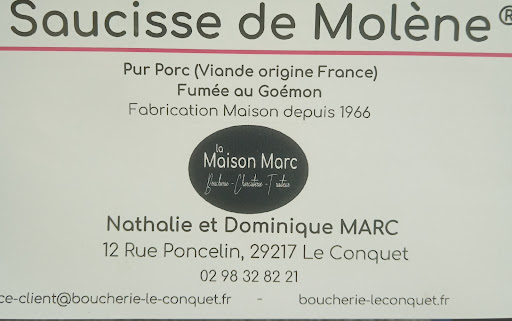 Saucisse de Molène®
Pur Porc (Viande origine France)
Fumée au Goémon
Fabrication Maison depuis 1966
la
Maison Marc
Boucherie - Charcuterie - Traiteur
Nathalie et Dominique MARC
12 Rue Poncelin, 29217 Le Conquet
02 98 32 82 21
ce-client@boucherie-le-conquet.fr - boucherie-leconquet.fr